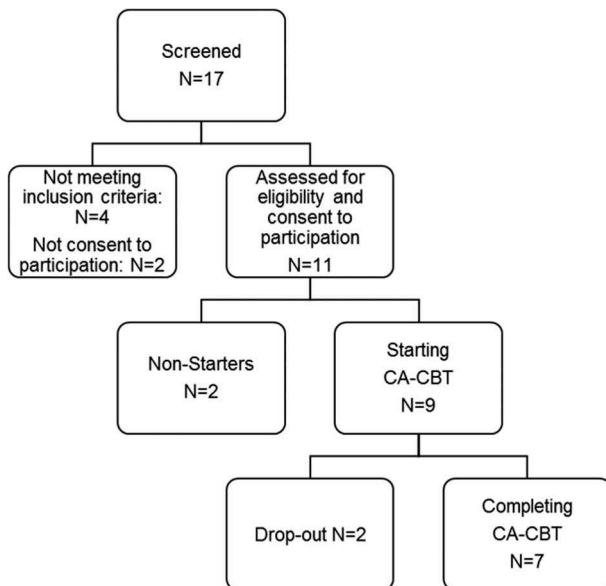 Screened
N=17
Not meeting
inclusion criteria:
N=4
Not consent to
participation: N=2
Assessed for
eligibility and
consent to
participation
N=11
Non-Starters
N=2
Starting
CA-CBT
N=9
Drop-out N=2
Completing
CA-CBT
N=7